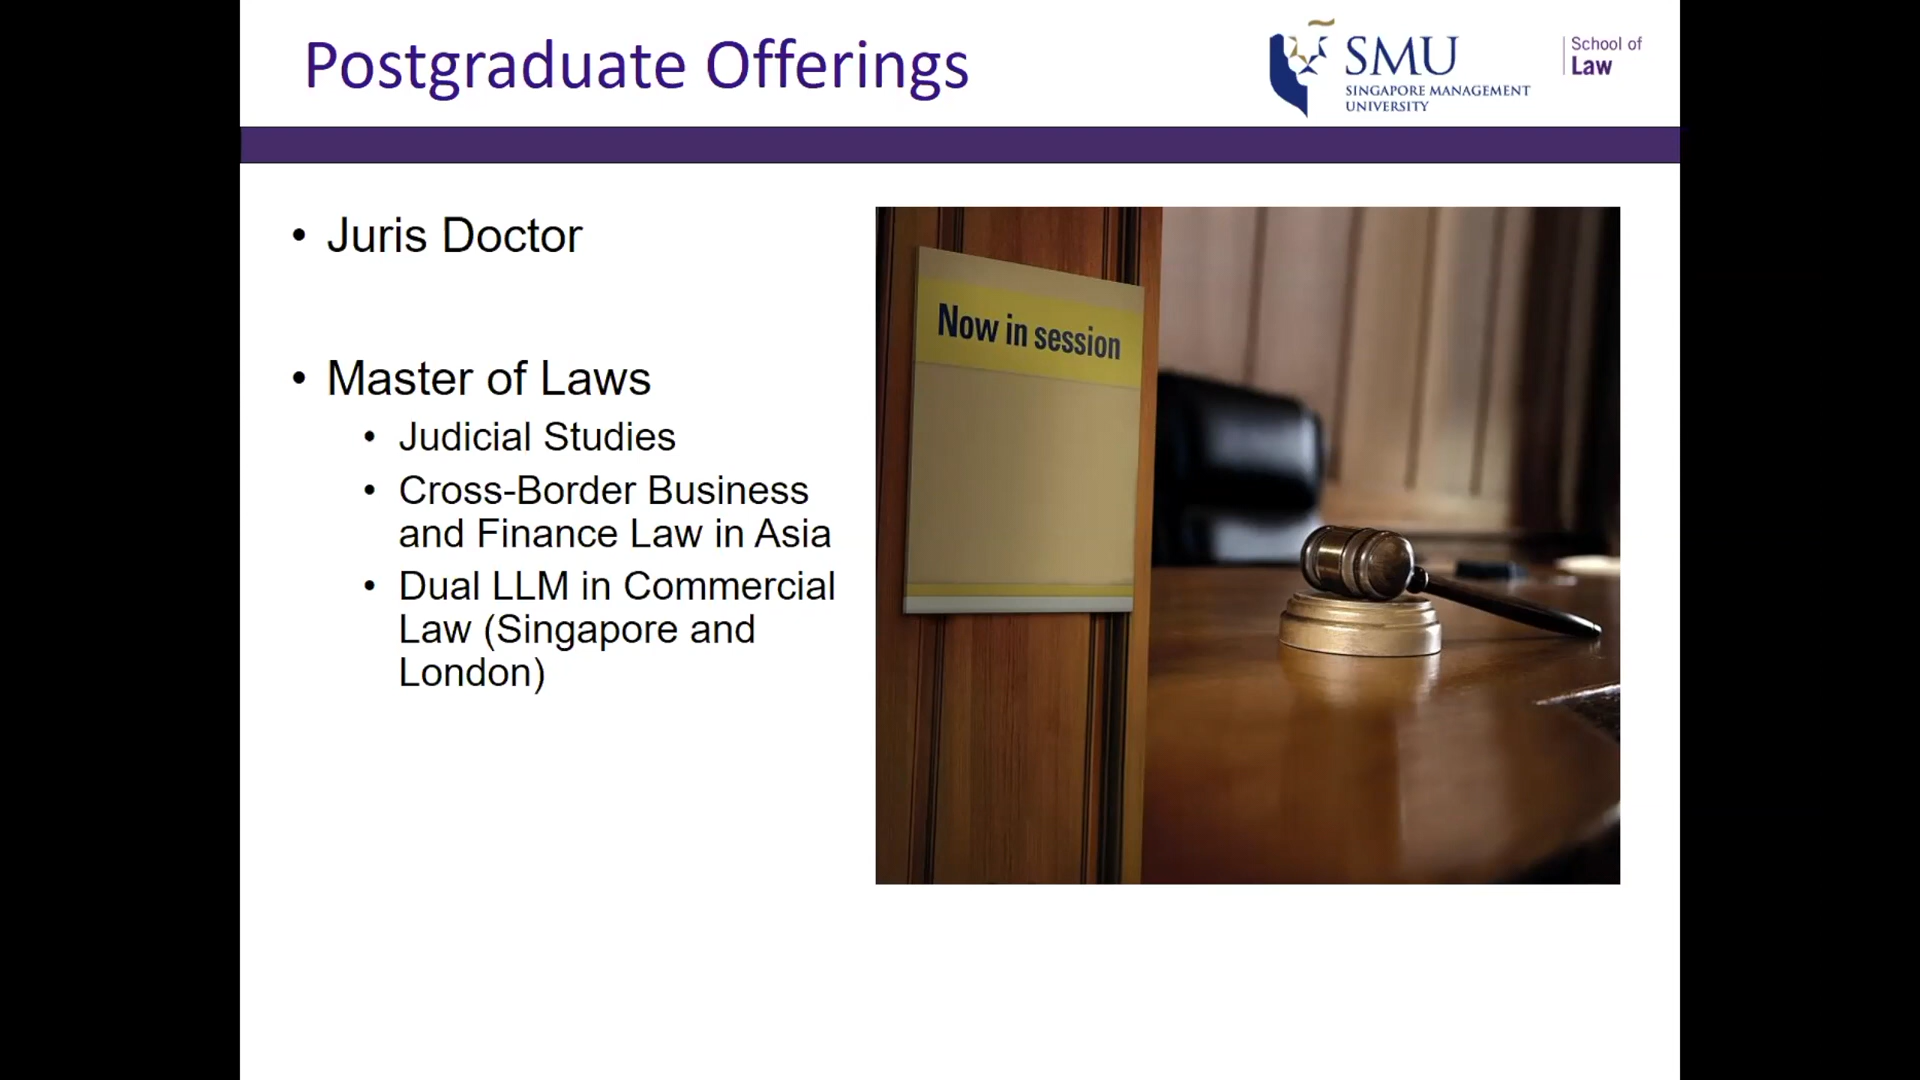 Postgraduate Offerings
SMU
SINGAPORE MANAGEMENT
UNIVERSITY
School of
Law
• Juris Doctor
• Master of Laws
• Judicial Studies
• Cross-Border Business
and Finance Law in Asia
• Dual LLM in Commercial
Law (Singapore and
London)
Now in session